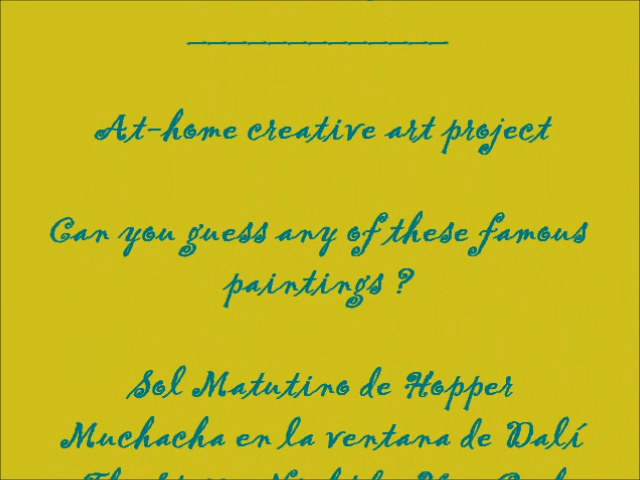 At-home creative art project
Can you guess any of these famous
paintings ?
Sol Matutino de Hopper
Muchacha en la ventana de Dalí